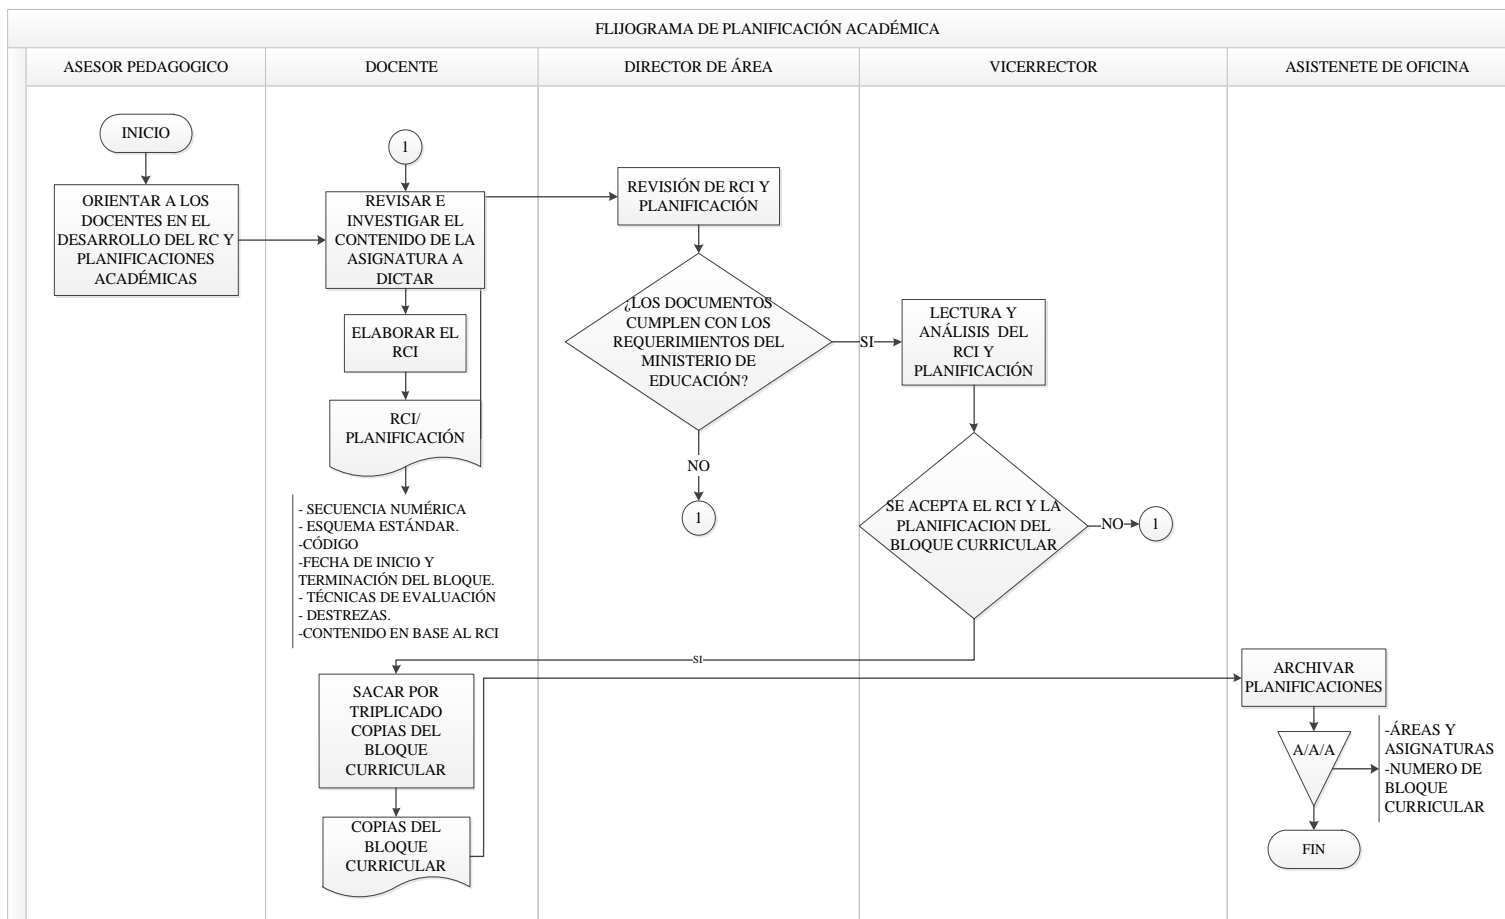 FLIJOGRAMA DE PLANIFICACIÓN ACADÉMICA
ASESOR PEDAGOGICO
DOCENTE
DIRECTOR DE ÁREA
VICERRECTOR
ASISTENETE DE OFICINA
INICIO
ORIENTAR A LOS
DOCENTES EN EL
DESARROLLO DEL RC Y
PLANIFICACIONES
ACADÉMICAS
1
REVISAR E
INVESTIGAR EL
CONTENIDO DE LA
ASIGNATURA A
DICTAR
ELABORAR EL
RCI
RCI/
PLANIFICACIÓN
- SECUENCIA NUMÉRICA
- ESQUEMA ESTÁNDAR.
-CÓDIGO
-FECHA DE INICIO Y
TERMINACIÓN DEL BLOQUE.
- TÉCNICAS DE EVALUACIÓN
- DESTREZAS.
-CONTENIDO EN BASE AL RCI
REVISIÓN DE RCI Y
PLANIFICACIÓN
¿LOS DOCUMENTOS
CUMPLEN CON LOS
REQUERIMIENTOS DEL
MINISTERIO DE
EDUCACIÓN?
SI
NO
1
LECTURA Y
ANÁLISIS  DEL
RCI Y
PLANIFICACIÓN
SE ACEPTA EL RCI Y LA
PLANIFICACION DEL
BLOQUE CURRICULAR
NO
1
SI
SACAR POR
TRIPLICADO
COPIAS DEL
BLOQUE
CURRICULAR
COPIAS DEL
BLOQUE
CURRICULAR
ARCHIVAR
PLANIFICACIONES
A/A/A
-ÁREAS Y
ASIGNATURAS
-NUMERO DE
BLOQUE
CURRICULAR
FIN